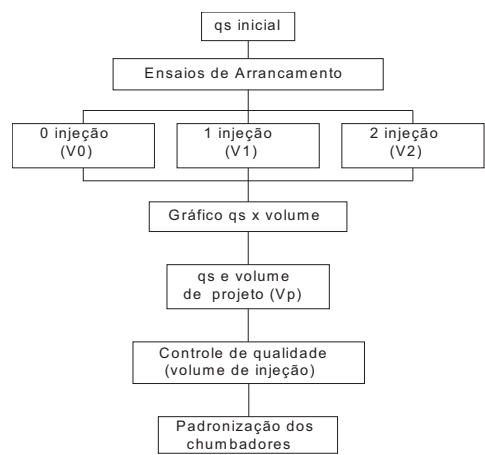 qs inicial
Ensaios de Arrancamento
0 injeção
(V0)
1 injeção
(V1)
2 injeção
(V2)
Gráfico qs x volume
qs e volume
de projeto (Vp)
Controle de qualidade
(volume de injeção)
Padronização dos
chumbadores